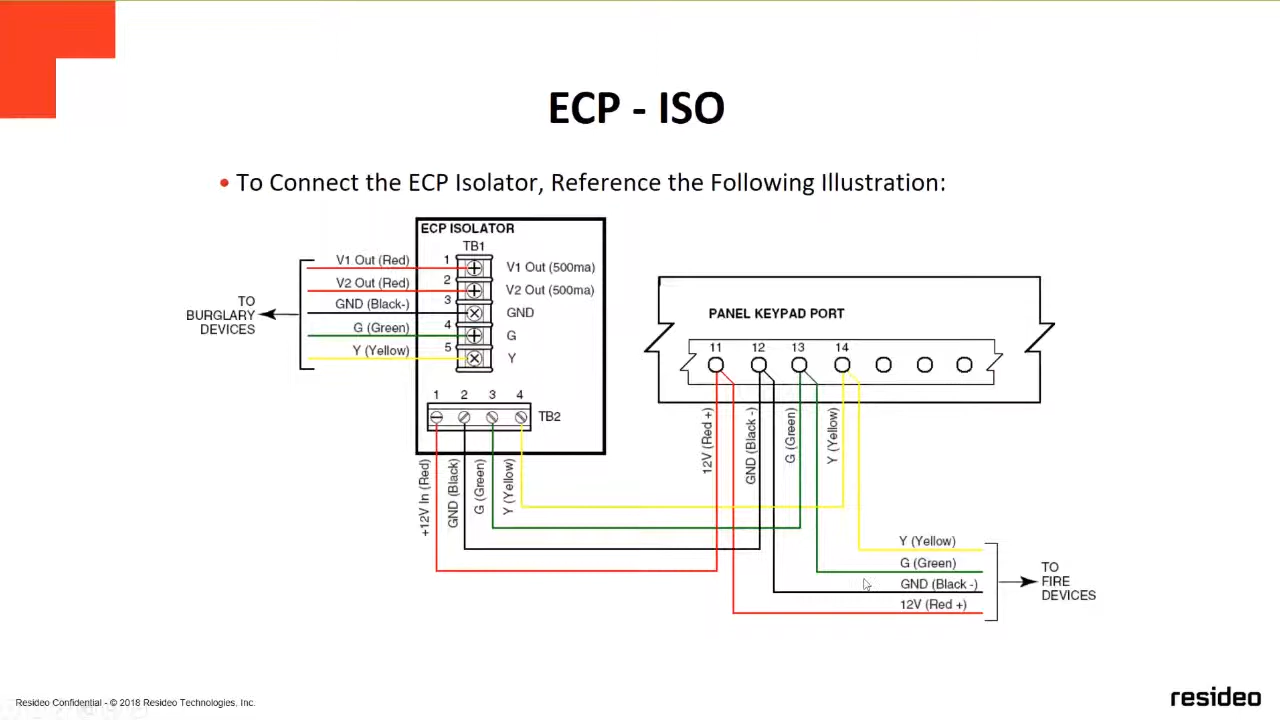 ECP - ISO
• To Connect the ECP Isolator, Reference the Following Illustration:
ECP ISOLATOR
TB1
V1 Out (Red)
1
V1 Out (500ma)
V2 Out (Red)
2
V2 Out (500ma)
GND (Black-)
3
GND
G (Green)
4
G
Y (Yellow)
5
Y
TO
BURGLARY
DEVICES
1 2 3 4
TB2
+12V In (Red)
GND (Black)
G (Green)
Y (Yellow)
PANEL KEYPAD PORT
11 12 13 14
12V (Red +)
GND (Black -)
G (Green)
Y (Yellow)
Y (Yellow)
G (Green)
GND (Black -)
12V (Red +)
TO
FIRE
DEVICES
Resideo Confidential - © 2018 Resideo Technologies, Inc.
resideo